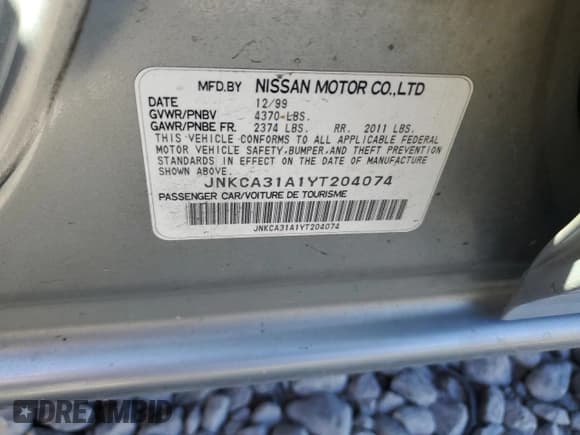 MFD.BY NISSAN MOTOR CO.,LTD
DATE 12/99
GVWR/PNBV 4370-LBS.
GAWR/PNBE FR. 2374 LBS. RR. 2011 LBS.
THIS VEHICLE CONFORMS TO ALL APPLICABLE FEDERAL
MOTOR VEHICLE SAFETY,BUMPER,AND THEFT PREVENTION
STANDARDS IN EFFECT ON THE DATE OF MANUFACTURE
SHOWN ABOVE.
JNKCA31A1YT204074
PASSENGER CAR/VOITURE DE TOURISME
JNKCA31A1YT204074
DREAMBID